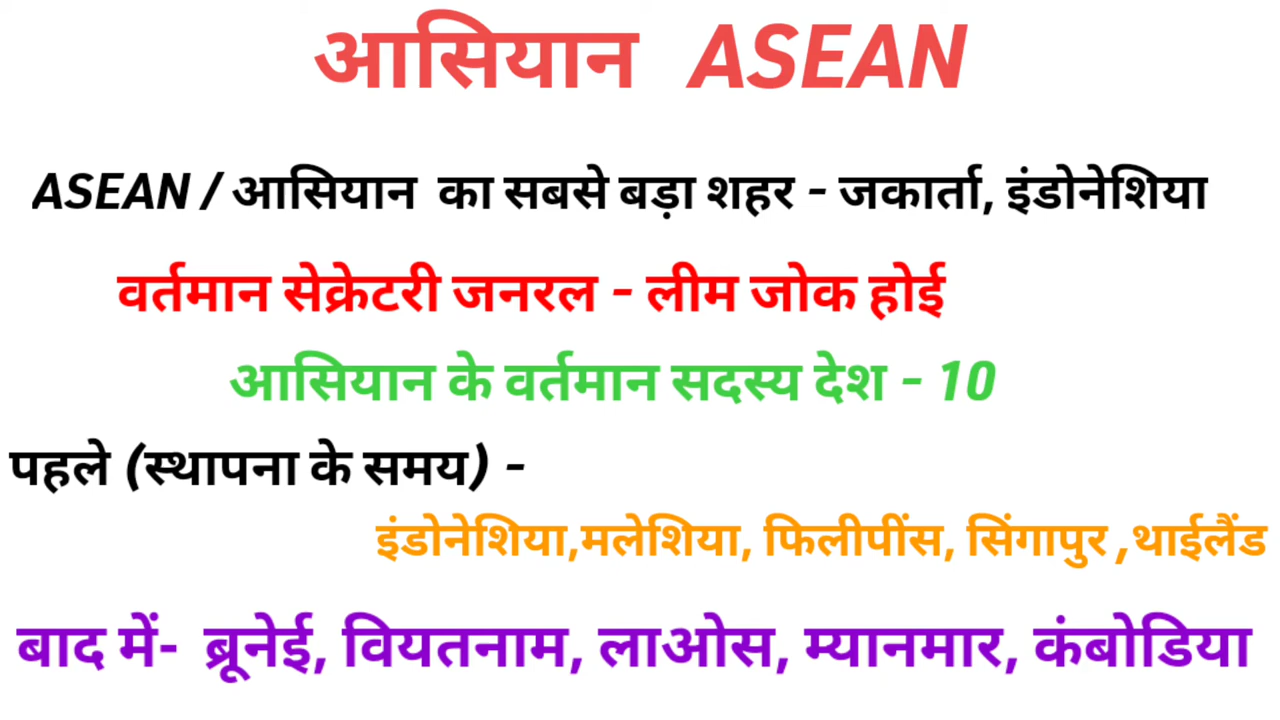 आसियान ASEAN
ASEAN / आसियान का सबसे बड़ा शहर - जकार्ता, इंडोनेशिया
वर्तमान सेक्रेटरी जनरल - लीम जोक होई
आसियान के वर्तमान सदस्य देश - 10
पहले (स्थापना के समय) -
इंडोनेशिया,मलेशिया, फिलीपींस, सिंगापुर ,थाईलैंड
बाद में- ब्रूनेई, वियतनाम, लाओस, म्यानमार, कंबोडिया